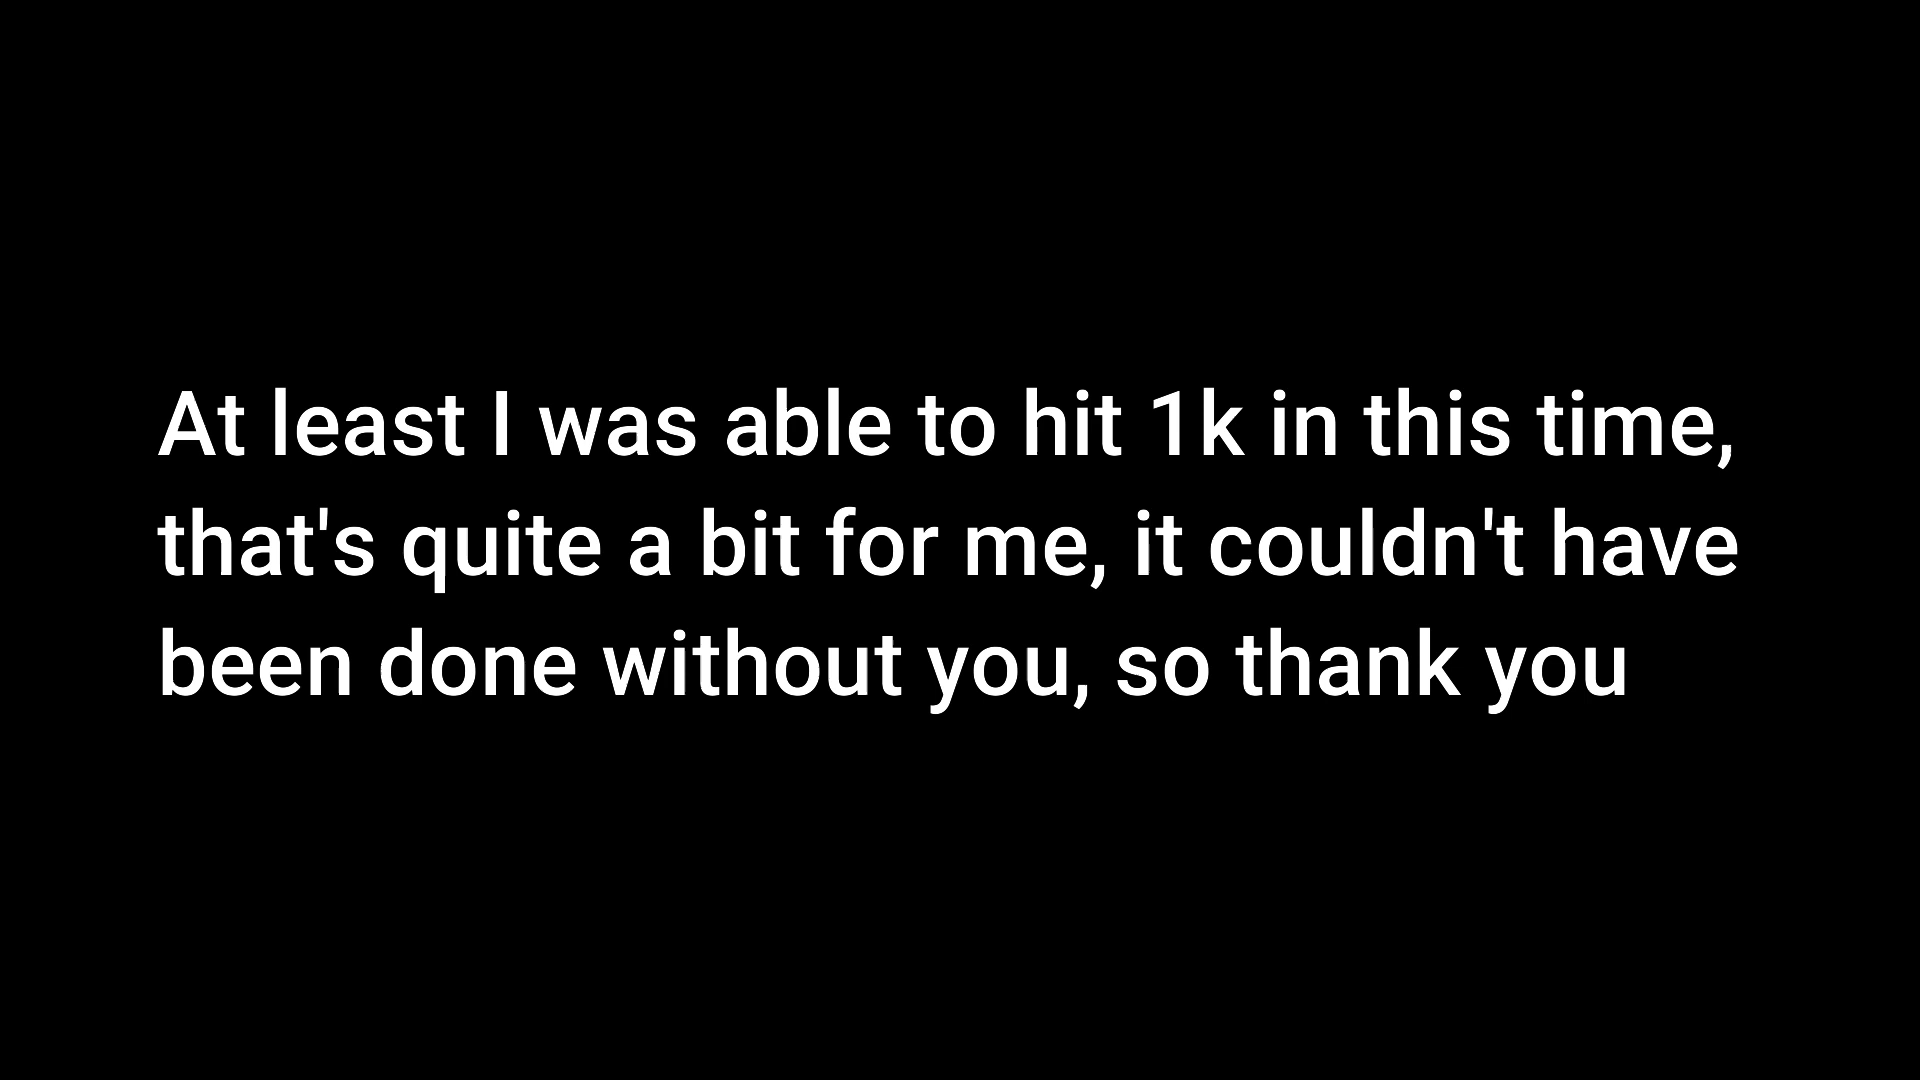 At least I was able to hit 1k in this time,
that's quite a bit for me, it couldn't have
been done without you, so thank you